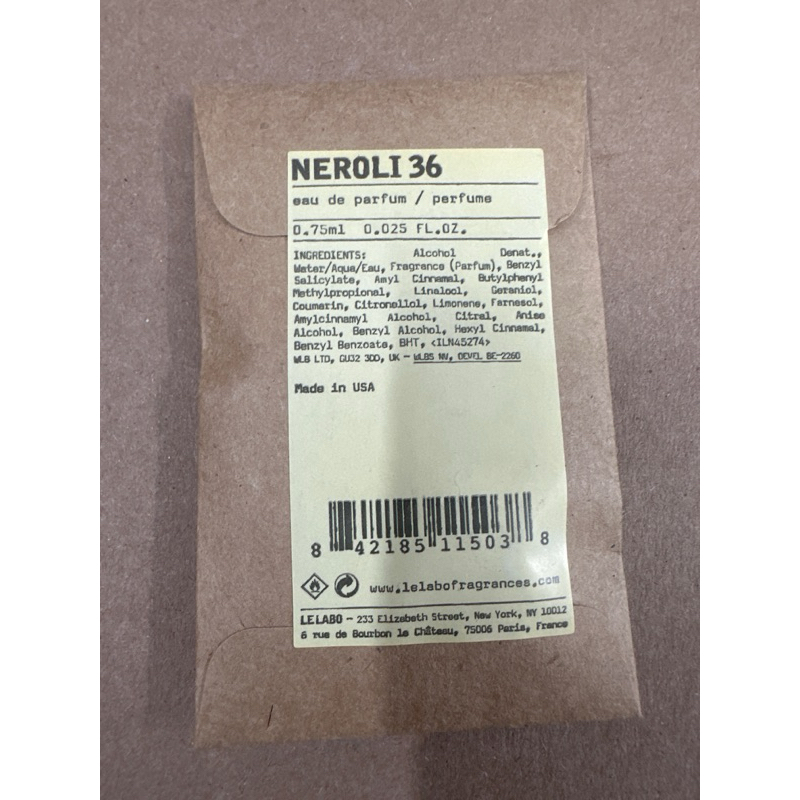 NEROLI 36
eau de parfum / perfume
0.75ml 0.025 FL.OZ.
INGREDIENTS: Alcohol Denat.,
Water/Aqua/Eau, Fragrance (Parfum), Benzyl
Salicylate, Amyl Cinnamal, Butylphenyl
Methylpropional, Linalool, Geraniol,
Coumarin, Citronellol, Limonene, Farnesol,
Amylcinnamyl Alcohol, Citral, Anise
Alcohol, Benzyl Alcohol, Hexyl Cinnamal,
Benzyl Benzoate, BHT, <ILN45274>
WLB LTD, GU32 3DD, UK - WLBS NV, OEVEL BE-2260
Made in USA
8 42185 11503 8
www.lelabofragrances.com
LE LABO - 233 Elizabeth Street, New York, NY 10012
6 rue de Bourbon le Château, 75006 Paris, France